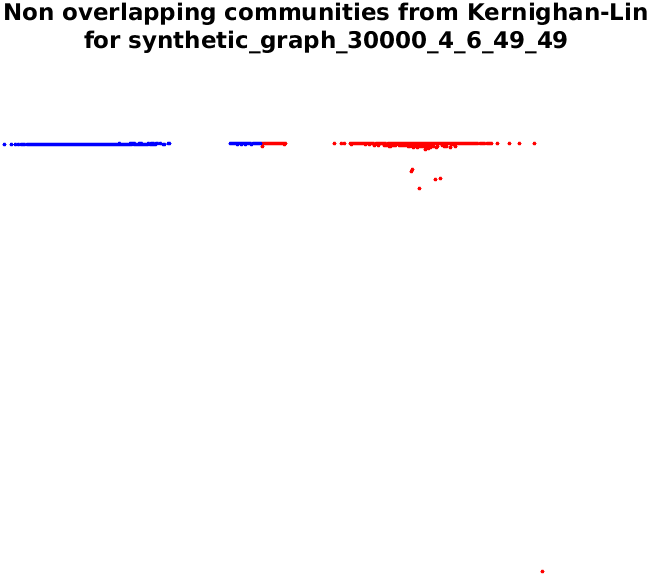 Non overlapping communities from Kernighan-Lin
for synthetic_graph_30000_4_6_49_49